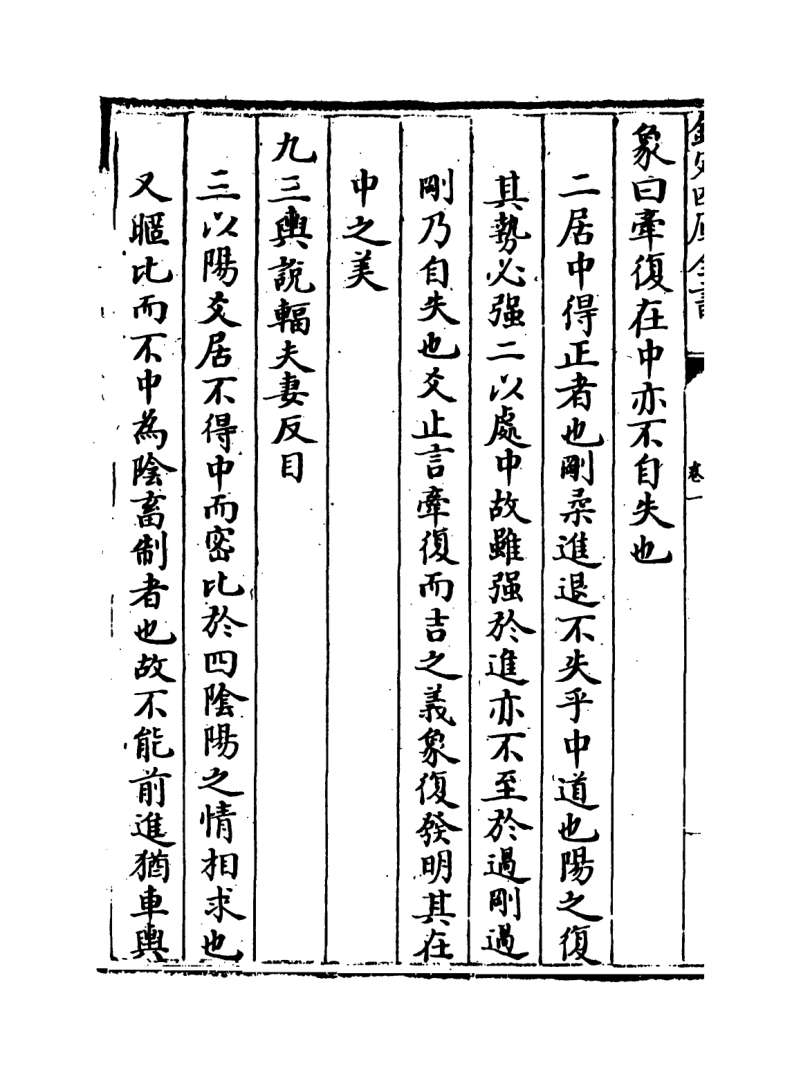 欽定四庫全書
卷一
象曰牽復在中亦不自失也
二居中得正者也剛柔進退不失乎中道也陽之復
其勢必强二以處中故雖强於進亦不至於過剛過
剛乃自失也爻止言牽復而吉之義象復發明其在
中之美
九三輿說輻夫妻反目
三以陽爻居不得中而密比於四陰陽之情相求也
又暱比而不中為陰畜制者也故不能前進猶車輿